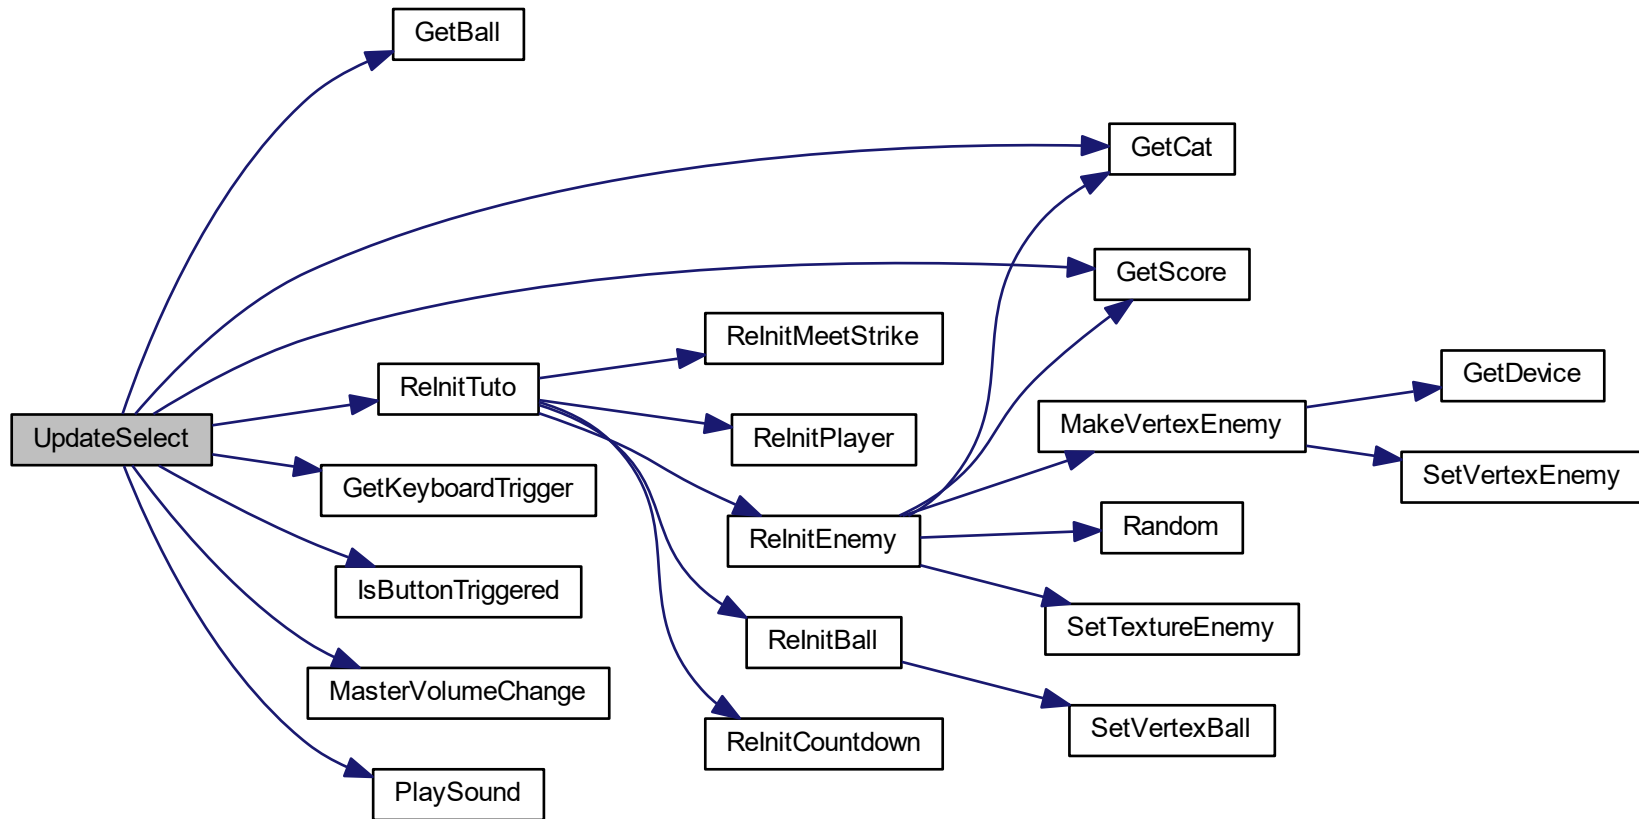 GetBall
GetCat
GetScore
ReInitMeetStrike
GetDevice
ReInitTuto
MakeVertexEnemy
UpdateSelect
ReInitPlayer
SetVertexEnemy
GetKeyboardTrigger
Random
ReInitEnemy
IsButtonTriggered
SetTextureEnemy
ReInitBall
MasterVolumeChange
SetVertexBall
ReInitCountdown
PlaySound